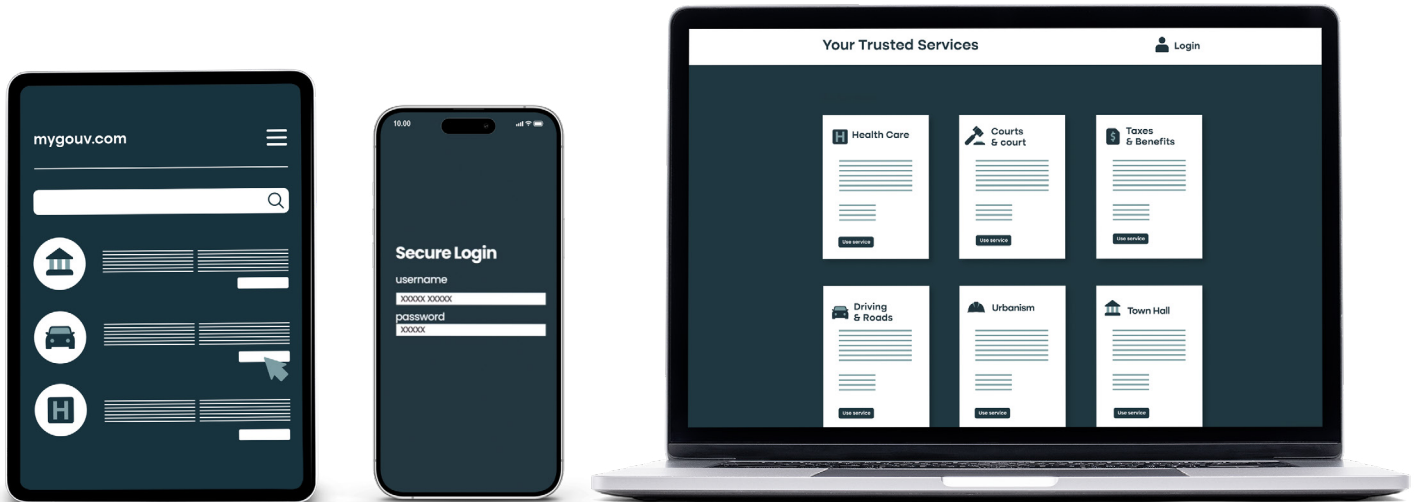 mygouv.com
10.00
Secure Login
username
XXXXX XXXXX
password
XXXXX
Your Trusted Services
Login
H Health Care
Courts
& court
$ Taxes
& Benefits
Use service
Use service
Use service
Driving
& Roads
Urbanism
Town Hall
Use service
Use service
Use service
H